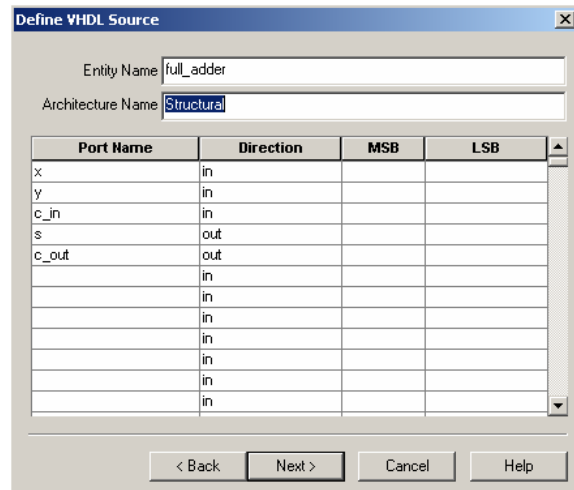 Define VHDL Source
Entity Name full_adder
Architecture Name Structural
Port Name Direction MSB LSB
x in
y in
c_in in
s out
c_out out
in
in
in
in
in
in
in
< Back Next > Cancel Help